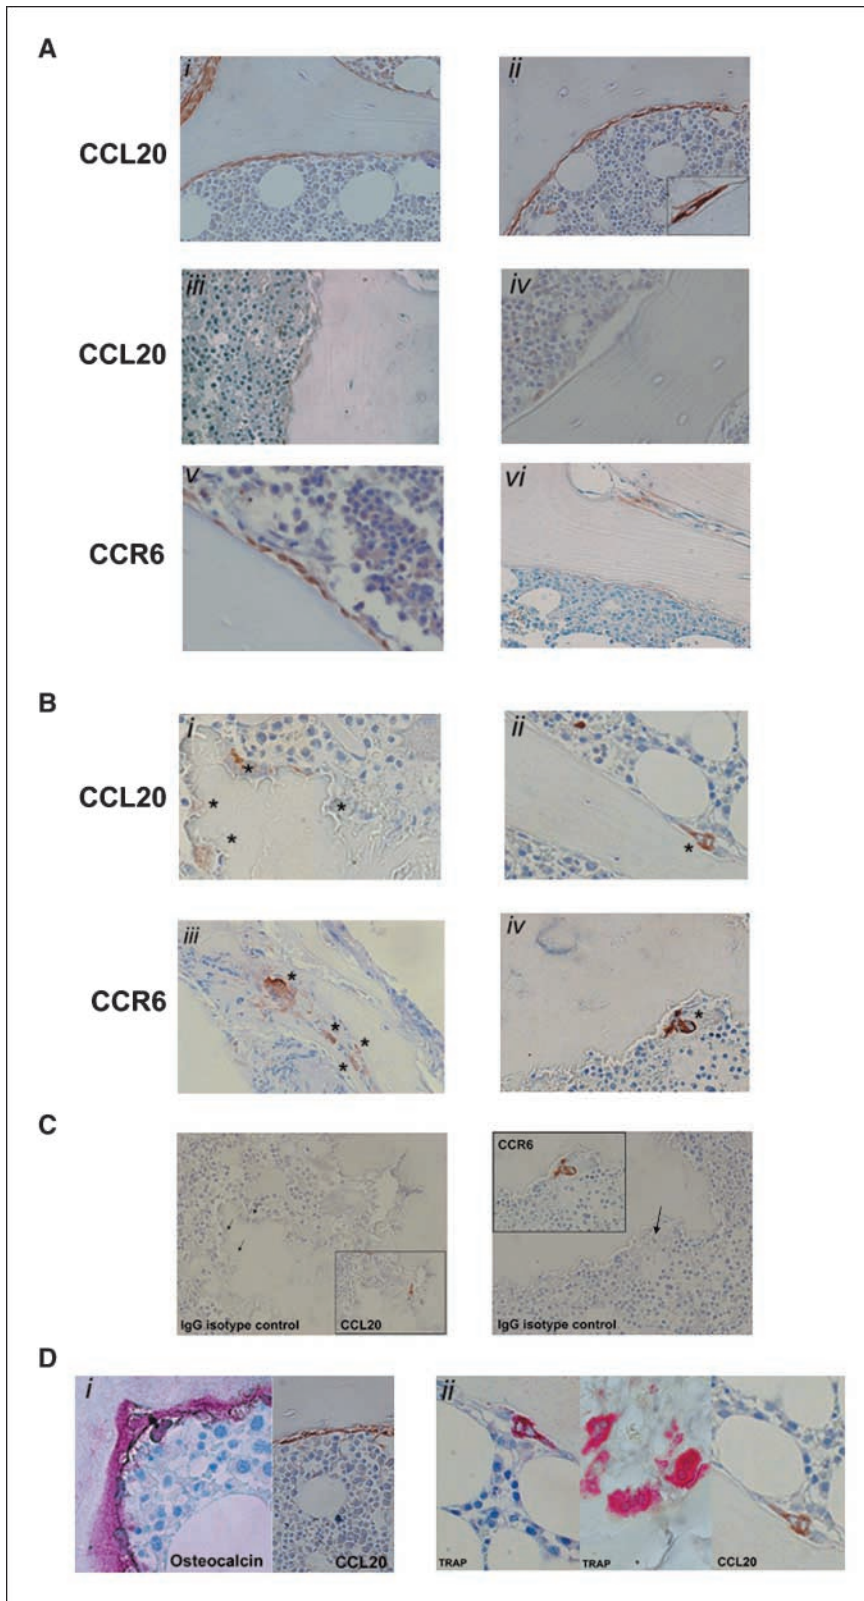 A
i
ii
CCL20
iii
iv
CCL20
v
vi
CCR6
B
i
ii
CCL20
*
*
*
*
*
iii
iv
CCR6
*
*
*
*
*
C
CCR6
IgG isotype control
CCL20
IgG isotype control
D
i
ii
Osteocalcin
CCL20
TRAP
TRAP
CCL20